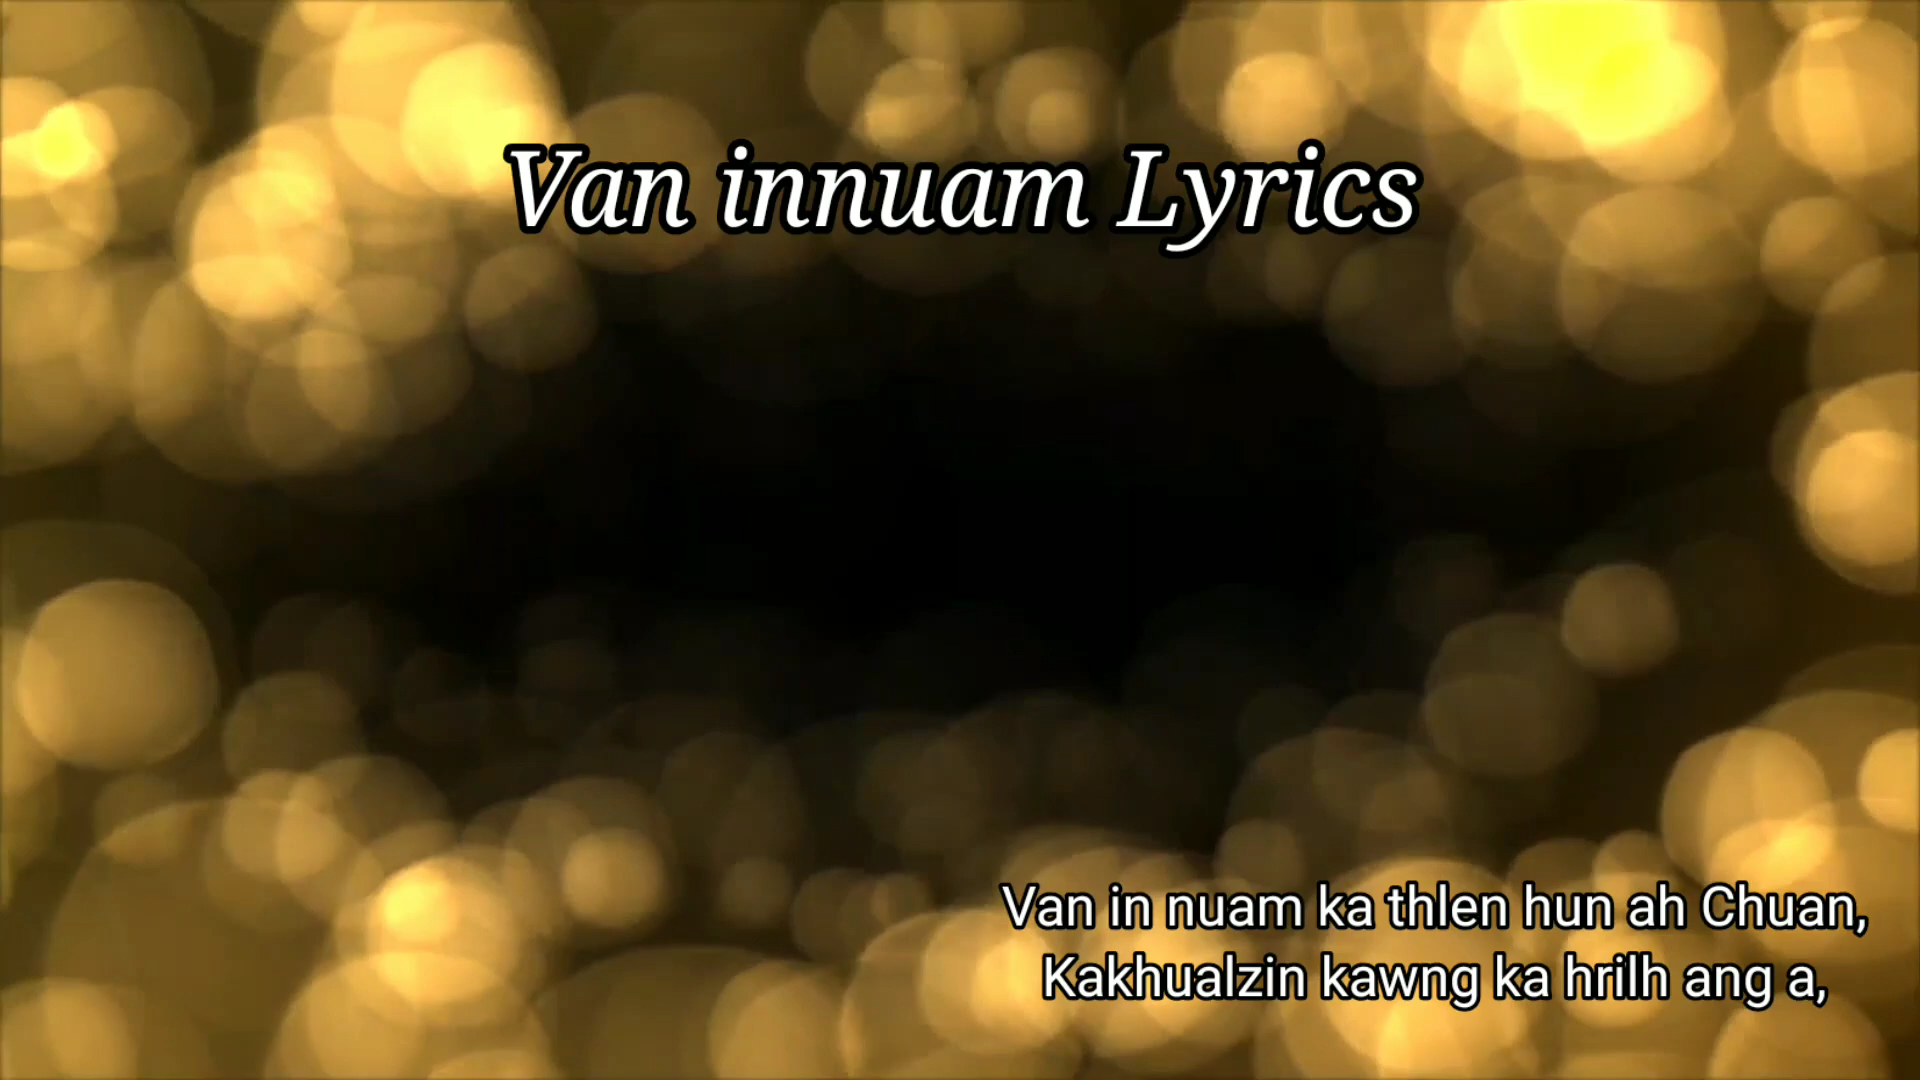 Van innuam Lyrics
Van in nuam ka thlen hun ah Chuan,
Kakhualzin kawng ka hrilh ang a,